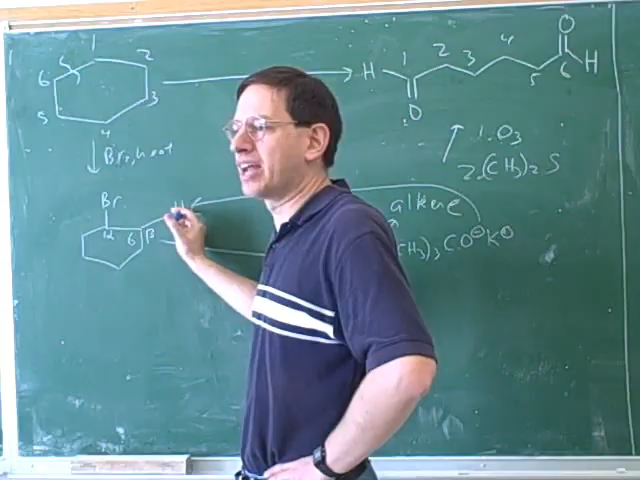 1
2
3
4
5
6
H 1 2 3 4 5 6 O H
O
Br₂, heat
1. O₃
2. (CH₃)₂S
Br
α 6 β H
alkene
CH₃)₃CO⊖K⊕